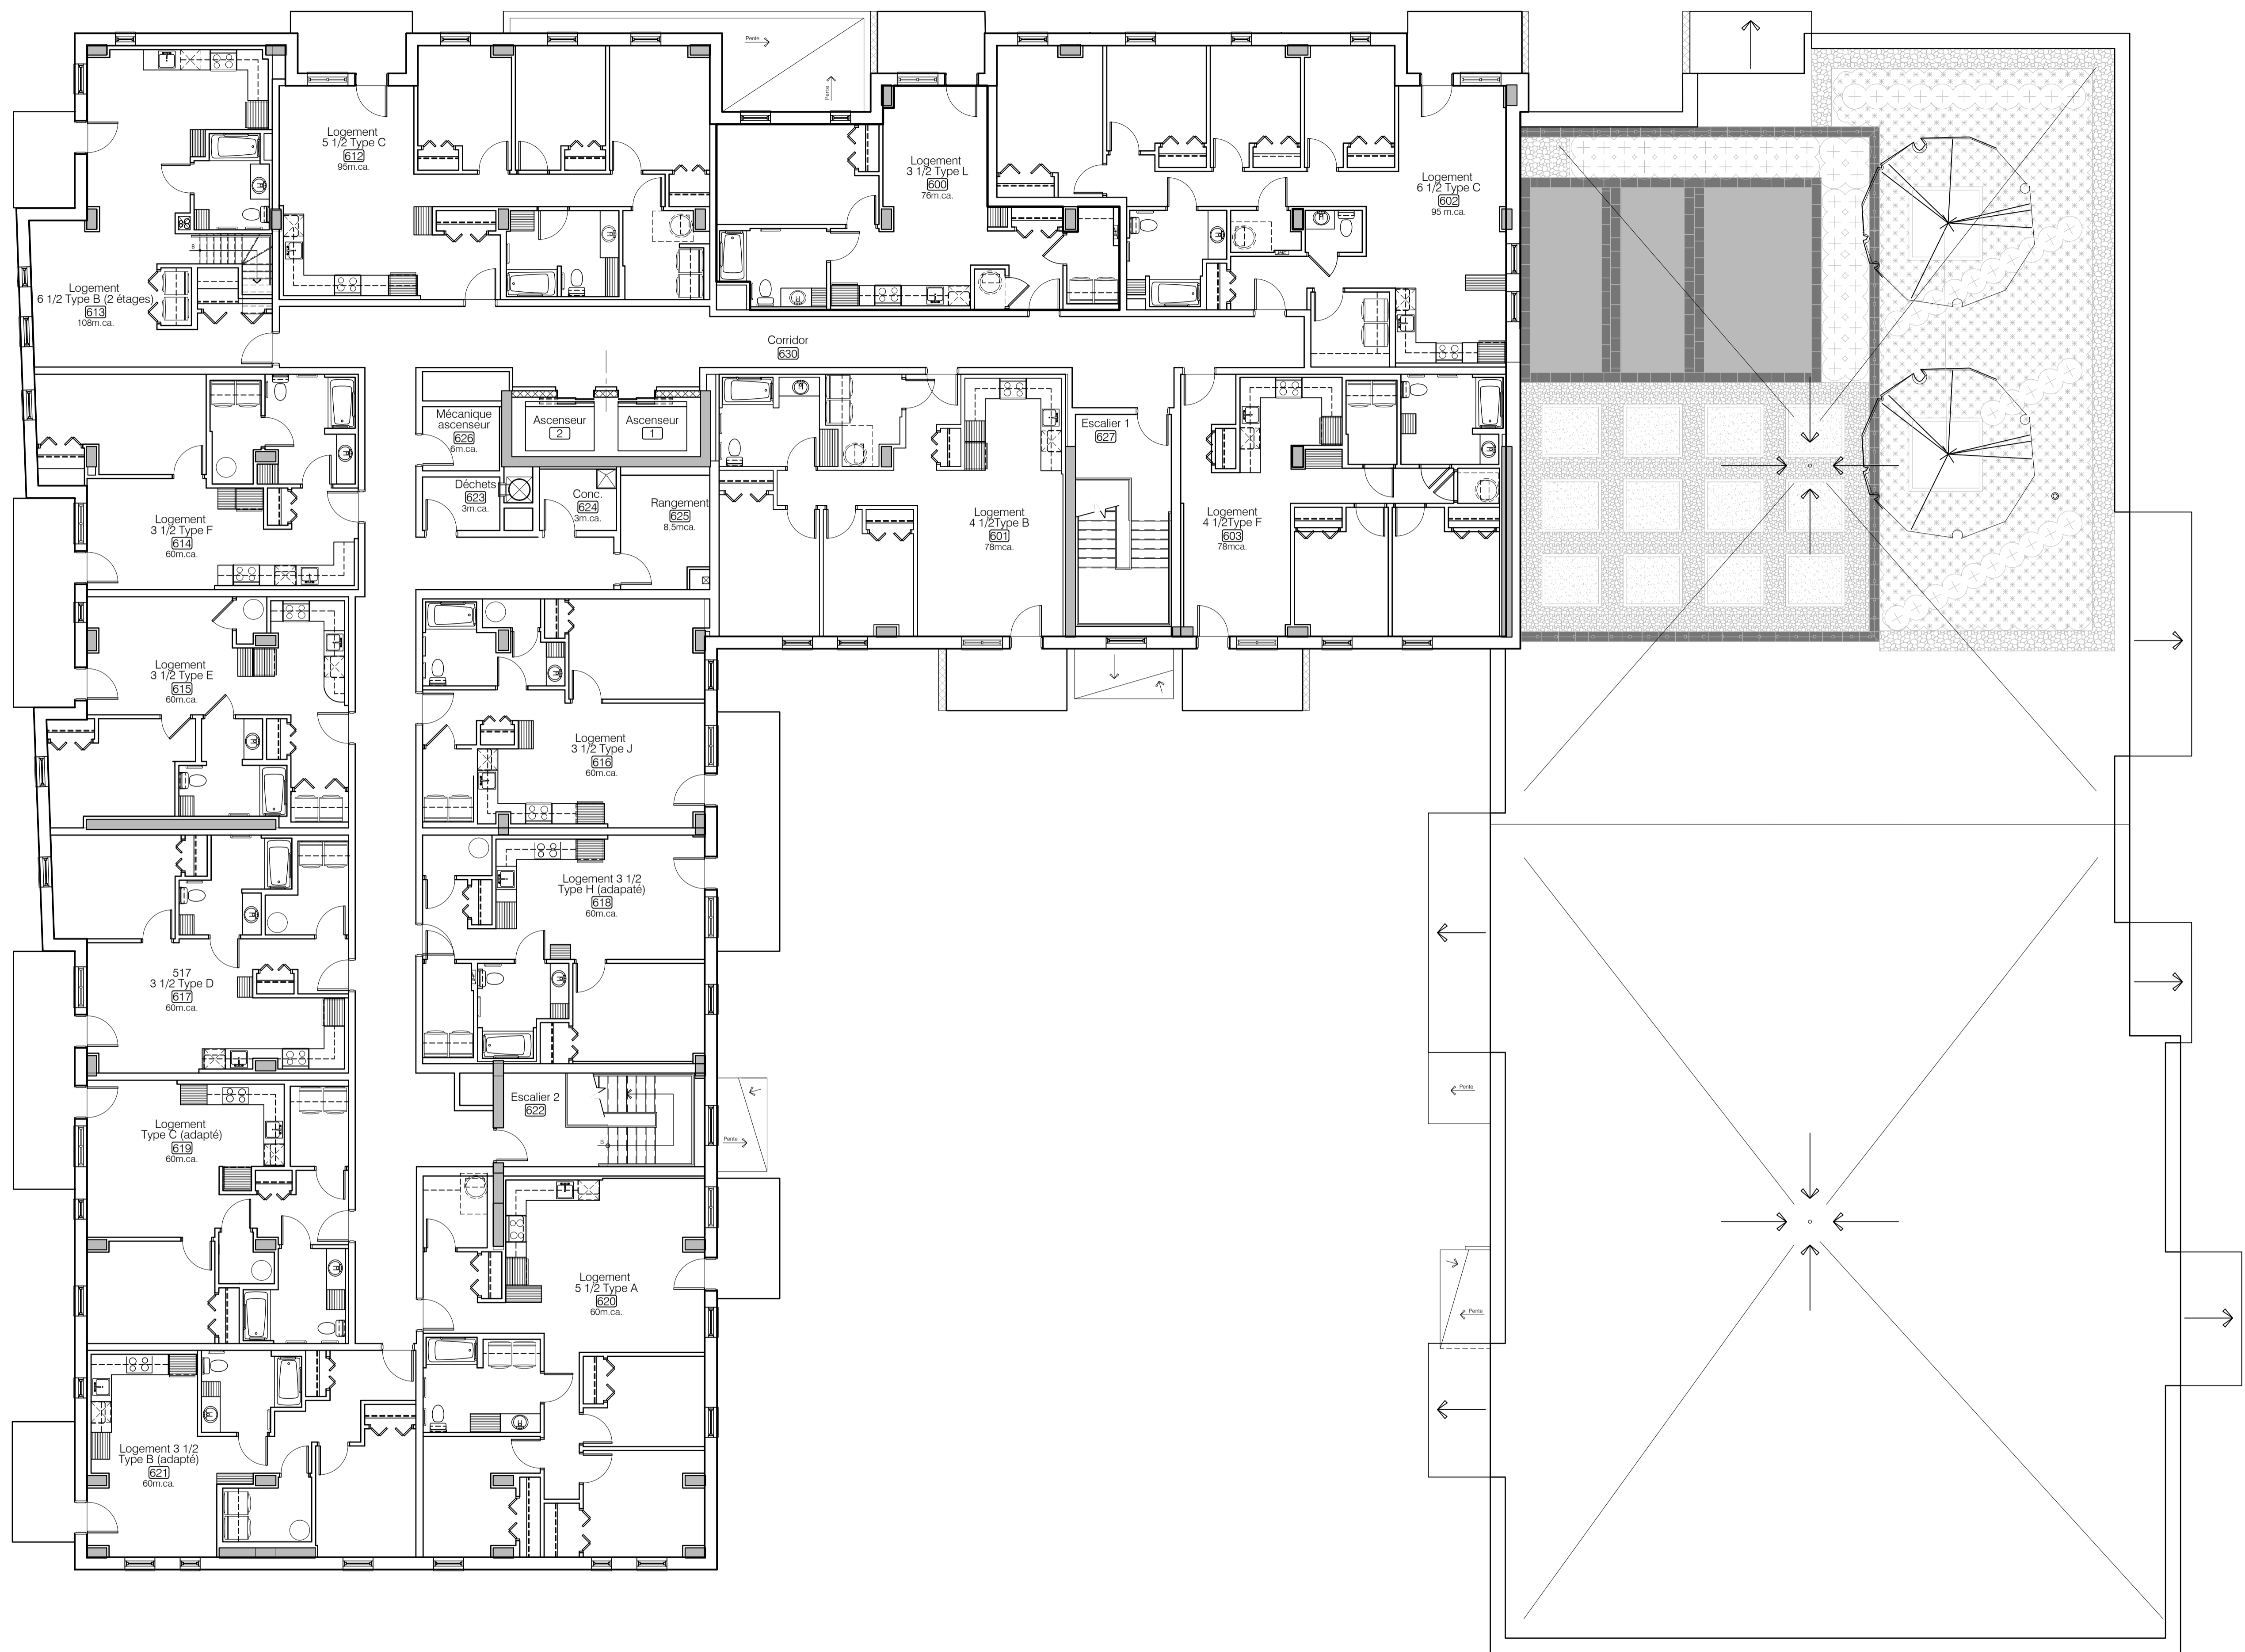 Pente
Pente
Logement
5 1/2 Type C
612
95m.ca.
Logement
3 1/2 Type L
600
76m.ca.
Logement
6 1/2 Type C
602
95 m.ca.
B
Logement
6 1/2 Type B (2 étages)
613
108m.ca.
Corridor
630
Mécanique
ascenseur
626
6m.ca.
Ascenseur
2
Ascenseur
1
Escalier 1
627
Déchets
623
3m.ca.
Conc.
624
3m.ca.
Rangement
625
8,5mca.
Logement
3 1/2 Type F
614
60m.ca.
Logement
4 1/2Type B
601
78mca.
Logement
4 1/2Type F
603
78mca.
Logement
3 1/2 Type E
615
60m.ca.
Logement
3 1/2 Type J
616
60m.ca.
Logement 3 1/2
Type H (adapaté)
618
60m.ca.
517
3 1/2 Type D
617
60m.ca.
Escalier 2
622
B
Pente
Pente
Logement
Type C (adapté)
619
60m.ca.
Logement
5 1/2 Type A
620
60m.ca.
Pente
Logement 3 1/2
Type B (adapté)
621
60m.ca.